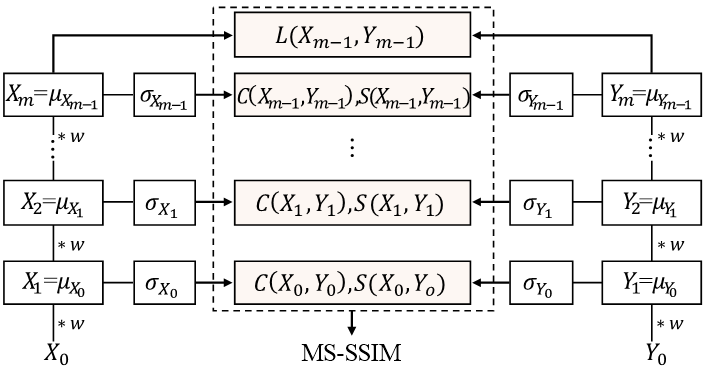 L(X_{m-1},Y_{m-1})
X_m=μ_{X_{m-1}} σ_{X_{m-1}} C(X_{m-1},Y_{m-1}),S(X_{m-1},Y_{m-1}) σ_{Y_{m-1}} Y_m=μ_{Y_{m-1}}
*w *w
⋮ ⋮ ⋮
X_2=μ_{X_1} σ_{X_1} C(X_1,Y_1),S(X_1,Y_1) σ_{Y_1} Y_2=μ_{Y_1}
*w *w
X_1=μ_{X_0} σ_{X_0} C(X_0,Y_0),S(X_0,Y_o) σ_{Y_0} Y_1=μ_{Y_0}
*w *w
X_0 MS-SSIM Y_0